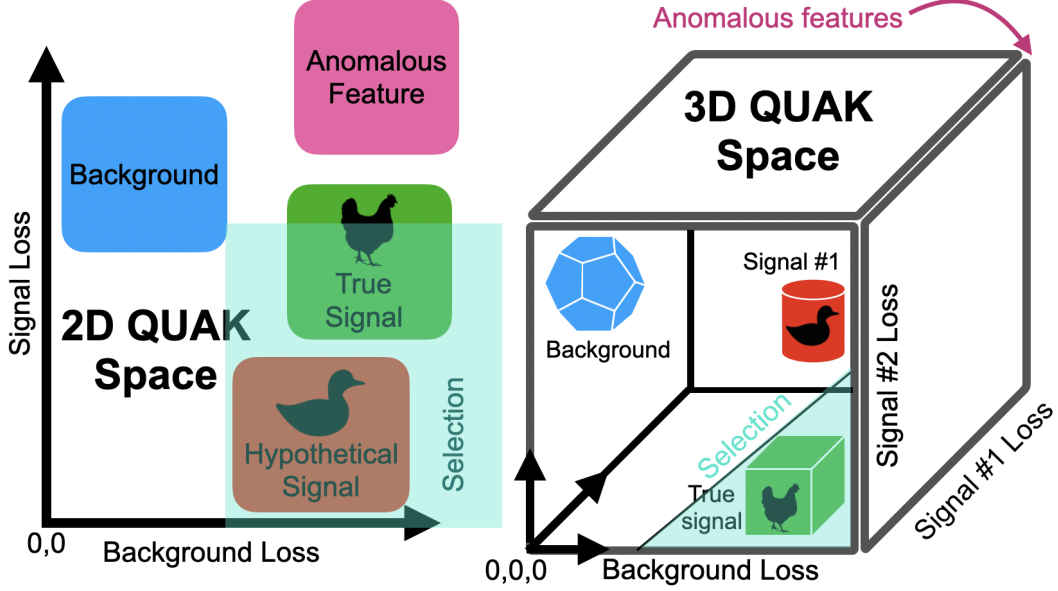 Anomalous features
Anomalous
Feature
Background
Signal Loss
True
Signal
2D QUAK
Space
Hypothetical
Signal
Selection
0,0
Background Loss
3D QUAK
Space
Signal #1
Background
Signal #2 Loss
Selection
True
signal
Signal #1 Loss
0,0,0
Background Loss